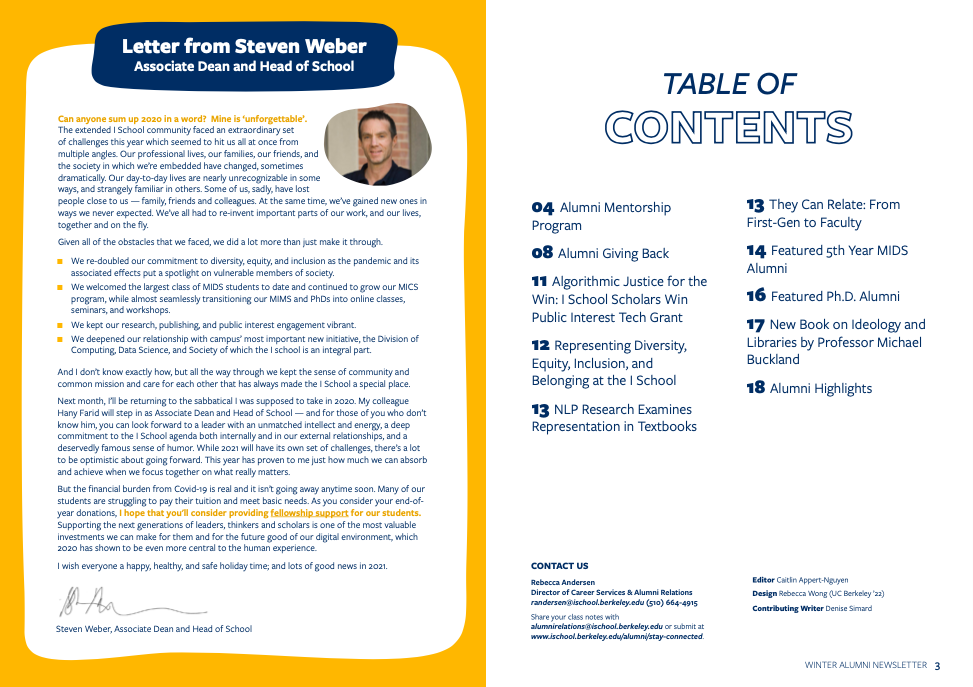 Letter from Steven Weber
Associate Dean and Head of School
Can anyone sum up 2020 in a word? Mine is ‘unforgettable’.
The extended I School community faced an extraordinary set
of challenges this year which seemed to hit us all at once from
multiple angles. Our professional lives, our families, our friends, and
the society in which we’re embedded have changed, sometimes
dramatically. Our day-to-day lives are nearly unrecognizable in some
ways, and strangely familiar in others. Some of us, sadly, have lost
people close to us — family, friends and colleagues. At the same time, we’ve gained new ones in
ways we never expected. We’ve all had to re-invent important parts of our work, and our lives,
together and on the fly.
Given all of the obstacles that we faced, we did a lot more than just make it through.
■ We re-doubled our commitment to diversity, equity, and inclusion as the pandemic and its
associated effects put a spotlight on vulnerable members of society.
■ We welcomed the largest class of MIDS students to date and continued to grow our MICS
program, while almost seamlessly transitioning our MIMS and PhDs into online classes,
seminars, and workshops.
■ We kept our research, publishing, and public interest engagement vibrant.
■ We deepened our relationship with campus’ most important new initiative, the Division of
Computing, Data Science, and Society of which the I school is an integral part.
And I don’t know exactly how, but all the way through we kept the sense of community and
common mission and care for each other that has always made the I School a special place.
Next month, I’ll be returning to the sabbatical I was supposed to take in 2020. My colleague
Hany Farid will step in as Associate Dean and Head of School — and for those of you who don’t
know him, you can look forward to a leader with an unmatched intellect and energy, a deep
commitment to the I School agenda both internally and in our external relationships, and a
deservedly famous sense of humor. While 2021 will have its own set of challenges, there’s a lot
to be optimistic about going forward. This year has proven to me just how much we can absorb
and achieve when we focus together on what really matters.
But the financial burden from Covid-19 is real and it isn’t going away anytime soon. Many of our
students are struggling to pay their tuition and meet basic needs. As you consider your end-of-
year donations, I hope that you’ll consider providing fellowship support for our students.
Supporting the next generations of leaders, thinkers and scholars is one of the most valuable
investments we can make for them and for the future good of our digital environment, which
2020 has shown to be even more central to the human experience.
I wish everyone a happy, healthy, and safe holiday time; and lots of good news in 2021.
Steven Weber, Associate Dean and Head of School
TABLE OF
CONTENTS
04 Alumni Mentorship
Program
08 Alumni Giving Back
11 Algorithmic Justice for the
Win: I School Scholars Win
Public Interest Tech Grant
12 Representing Diversity,
Equity, Inclusion, and
Belonging at the I School
13 NLP Research Examines
Representation in Textbooks
13 They Can Relate: From
First-Gen to Faculty
14 Featured 5th Year MIDS
Alumni
16 Featured Ph.D. Alumni
17 New Book on Ideology and
Libraries by Professor Michael
Buckland
18 Alumni Highlights
CONTACT US
Rebecca Andersen
Director of Career Services & Alumni Relations
randersen@ischool.berkeley.edu (510) 664-4915
Share your class notes with
alumnirelations@ischool.berkeley.edu or submit at
www.ischool.berkeley.edu/alumni/stay-connected.
Editor Caitlin Appert-Nguyen
Design Rebecca Wong (UC Berkeley ’22)
Contributing Writer Denise Simard
WINTER ALUMNI NEWSLETTER 3